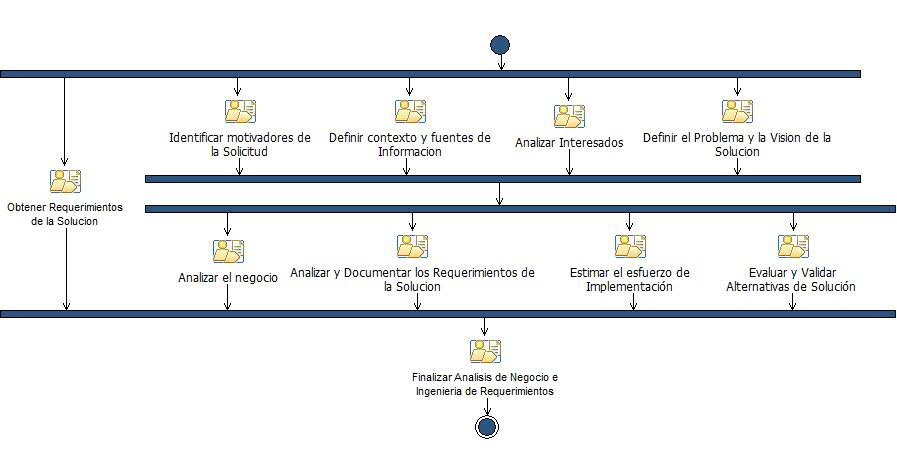 Identificar motivadores de
la Solicitud
Definir contexto y fuentes de
Informacion
Analizar Interesados
Definir el Problema y la Vision de la
Solucion
Obtener Requerimientos
de la Solucion
Analizar el negocio
Analizar y Documentar los Requerimientos de
la Solucion
Estimar el esfuerzo de
Implementación
Evaluar y Validar
Alternativas de Solución
Finalizar Analisis de Negocio e
Ingenieria de Requerimientos